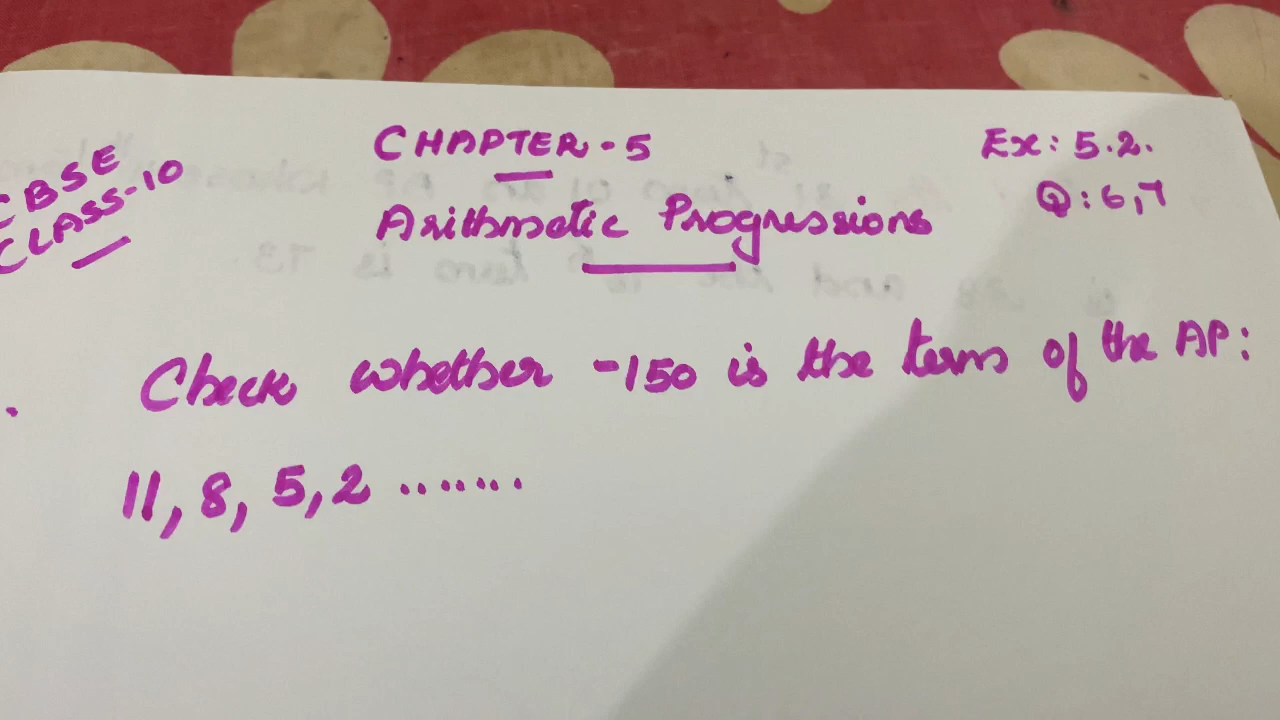 CBSE
CLASS-10
CHAPTER-5
Arithmetic Progressions
Ex: 5.2.
Q: 6,7
Check whether -150 is the term of the AP:
11, 8, 5, 2 .......